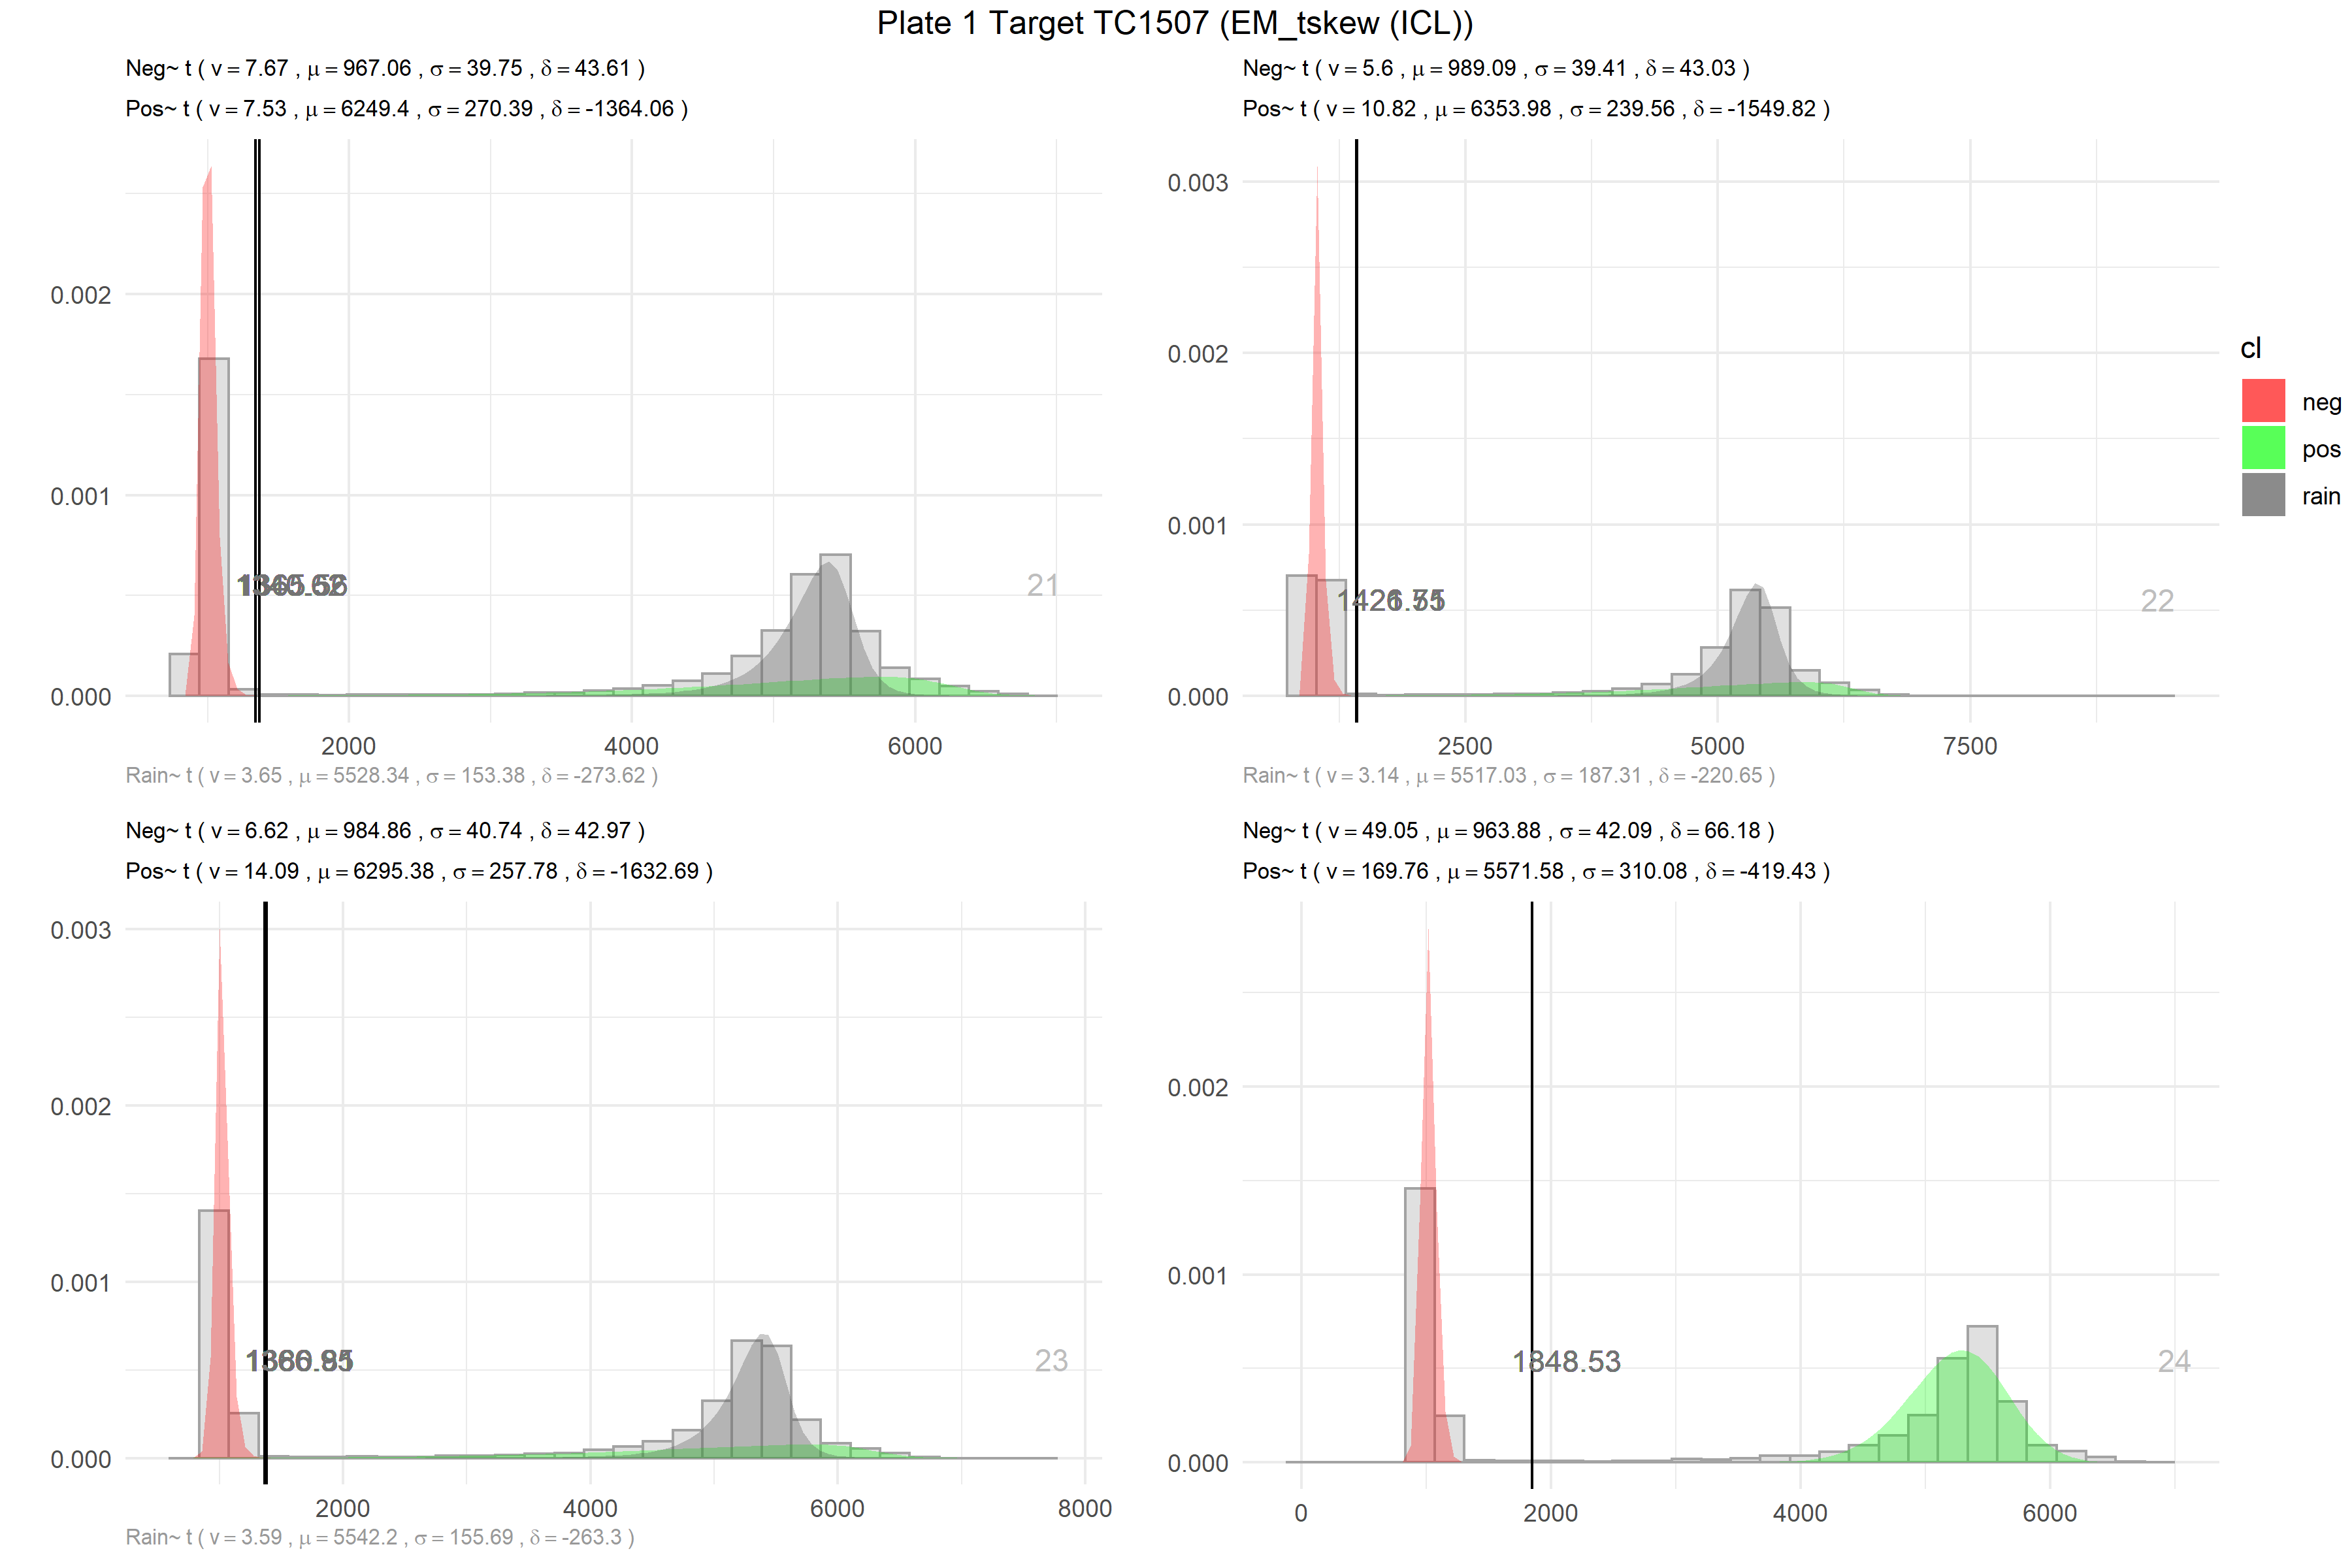 Plate 1 Target TC1507 (EM_tskew (ICL))
Neg~ t ( v = 7.67 , μ = 967.06 , σ = 39.75 , δ = 43.61 )
Pos~ t ( v = 7.53 , μ = 6249.4 , σ = 270.39 , δ = -1364.06 )
0.002
0.001
0.000
21
2000
4000
6000
Rain~ t ( v = 3.65 , μ = 5528.34 , σ = 153.38 , δ = -273.62 )
Neg~ t ( v = 5.6 , μ = 989.09 , σ = 39.41 , δ = 43.03 )
Pos~ t ( v = 10.82 , μ = 6353.98 , σ = 239.56 , δ = -1549.82 )
0.003
0.002
0.001
0.000
22
2500
5000
7500
Rain~ t ( v = 3.14 , μ = 5517.03 , σ = 187.31 , δ = -220.65 )
cl
neg
pos
rain
Neg~ t ( v = 6.62 , μ = 984.86 , σ = 40.74 , δ = 42.97 )
Pos~ t ( v = 14.09 , μ = 6295.38 , σ = 257.78 , δ = -1632.69 )
0.003
0.002
0.001
0.000
23
2000
4000
6000
8000
Rain~ t ( v = 3.59 , μ = 5542.2 , σ = 155.69 , δ = -263.3 )
Neg~ t ( v = 49.05 , μ = 963.88 , σ = 42.09 , δ = 66.18 )
Pos~ t ( v = 169.76 , μ = 5571.58 , σ = 310.08 , δ = -419.43 )
0.002
0.001
0.000
1848.53
24
0
2000
4000
6000